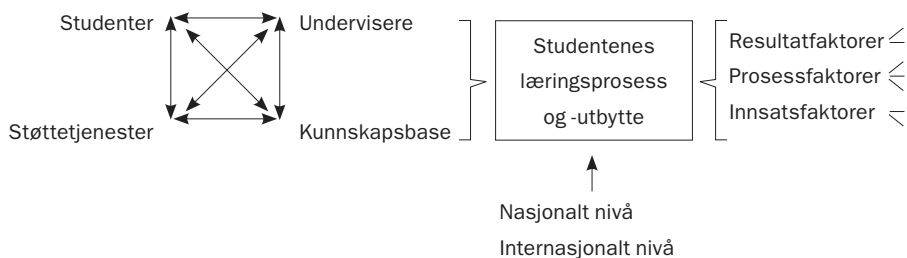 Studenter
Undervisere
Støttetjenester
Kunnskapsbase
Studentenes
læringsprosess
og -utbytte
Resultatfaktorer
Prosessfaktorer
Innsatsfaktorer
Nasjonalt nivå
Internasjonalt nivå